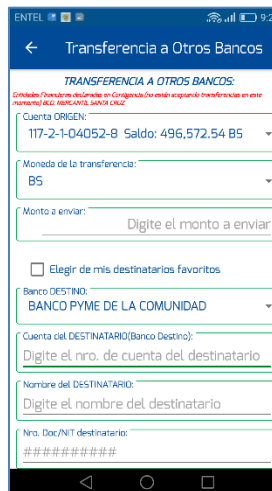 ENTEL 9:2
Transferencia a Otros Bancos
TRANSFERENCIA A OTROS BANCOS:
Entidades Financieras declaradas en Contigencia (no están aceptando transferencias en este
momento) BCO. MERCANTIL SANTA CRUZ
Cuenta ORIGEN:
117-2-1-04052-8 Saldo: 496,572.54 BS
Moneda de la transferencia:
BS
Monto a enviar:
Digite el monto a enviar
Elegir de mis destinatarios favoritos
Banco DESTINO:
BANCO PYME DE LA COMUNIDAD
Cuenta del DESTINATARIO(Banco Destino):
Digite el nro. de cuenta del destinatario
Nombre del DESTINATARIO:
Digite el nombre del destinatario
Nro. Doc/NIT destinatario:
##########